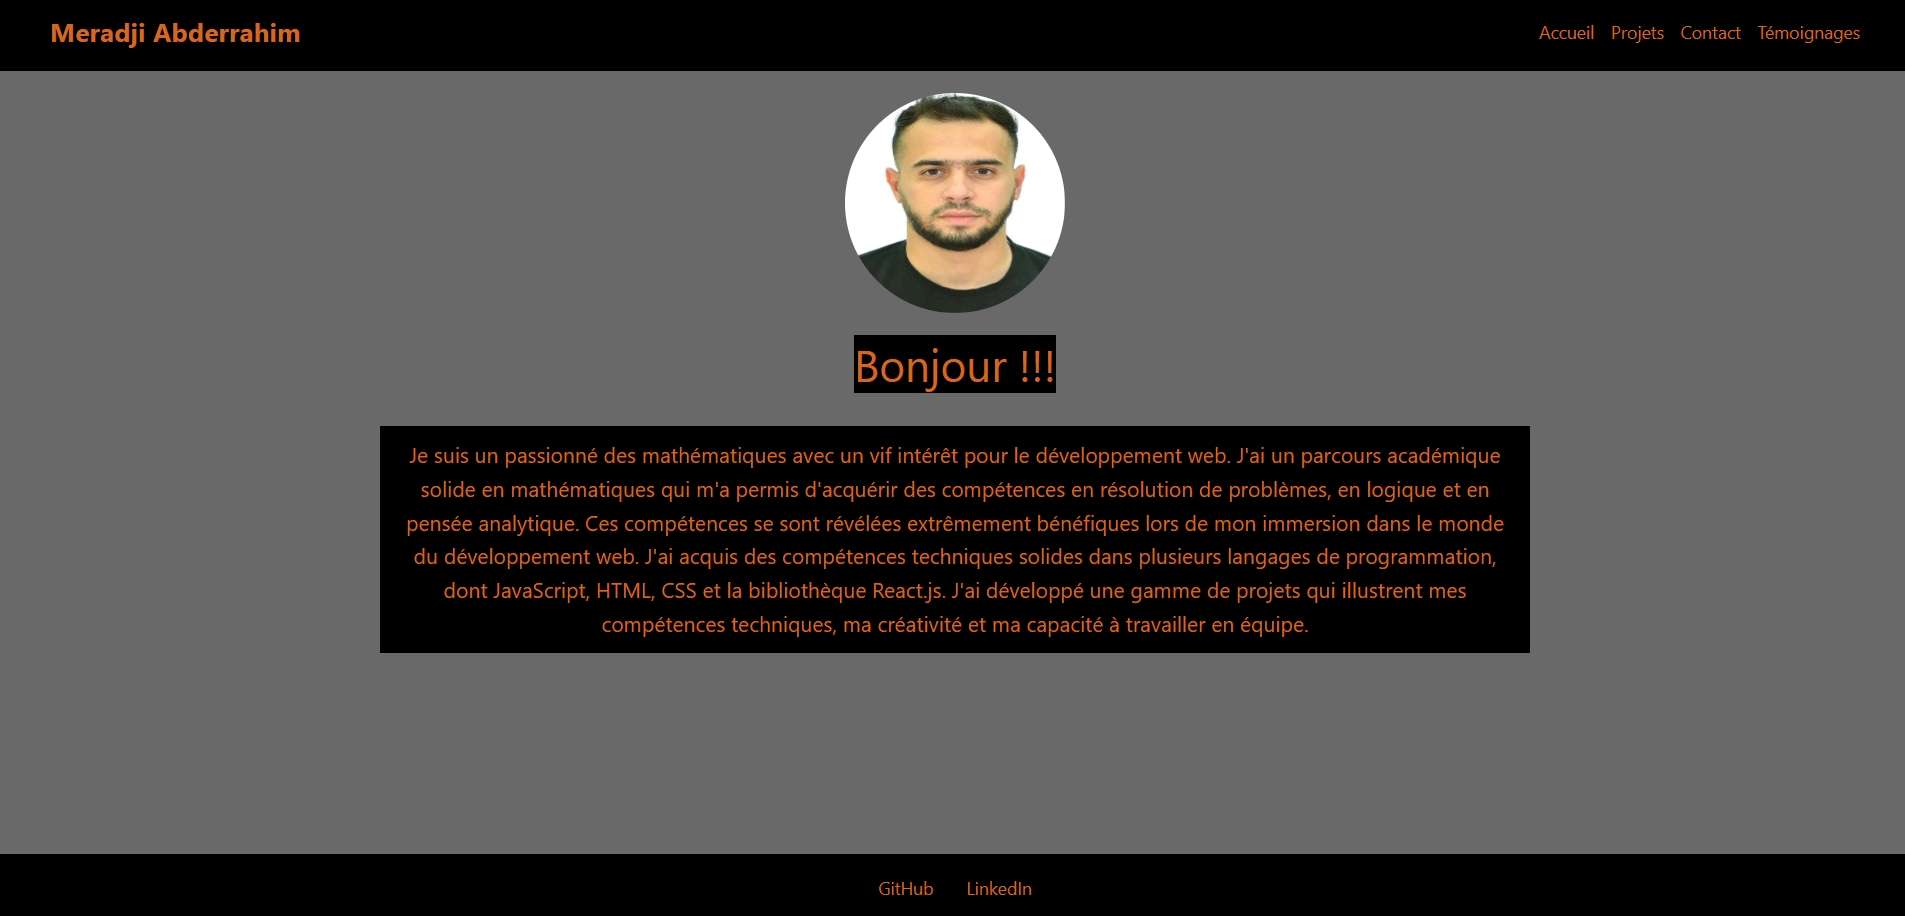 Meradji Abderrahim
Accueil Projets Contact Témoignages
Bonjour !!!
Je suis un passionné des mathématiques avec un vif intérêt pour le développement web. J'ai un parcours académique
solide en mathématiques qui m'a permis d'acquérir des compétences en résolution de problèmes, en logique et en
pensée analytique. Ces compétences se sont révélées extrêmement bénéfiques lors de mon immersion dans le monde
du développement web. J'ai acquis des compétences techniques solides dans plusieurs langages de programmation,
dont JavaScript, HTML, CSS et la bibliothèque React.js. J'ai développé une gamme de projets qui illustrent mes
compétences techniques, ma créativité et ma capacité à travailler en équipe.
GitHub LinkedIn